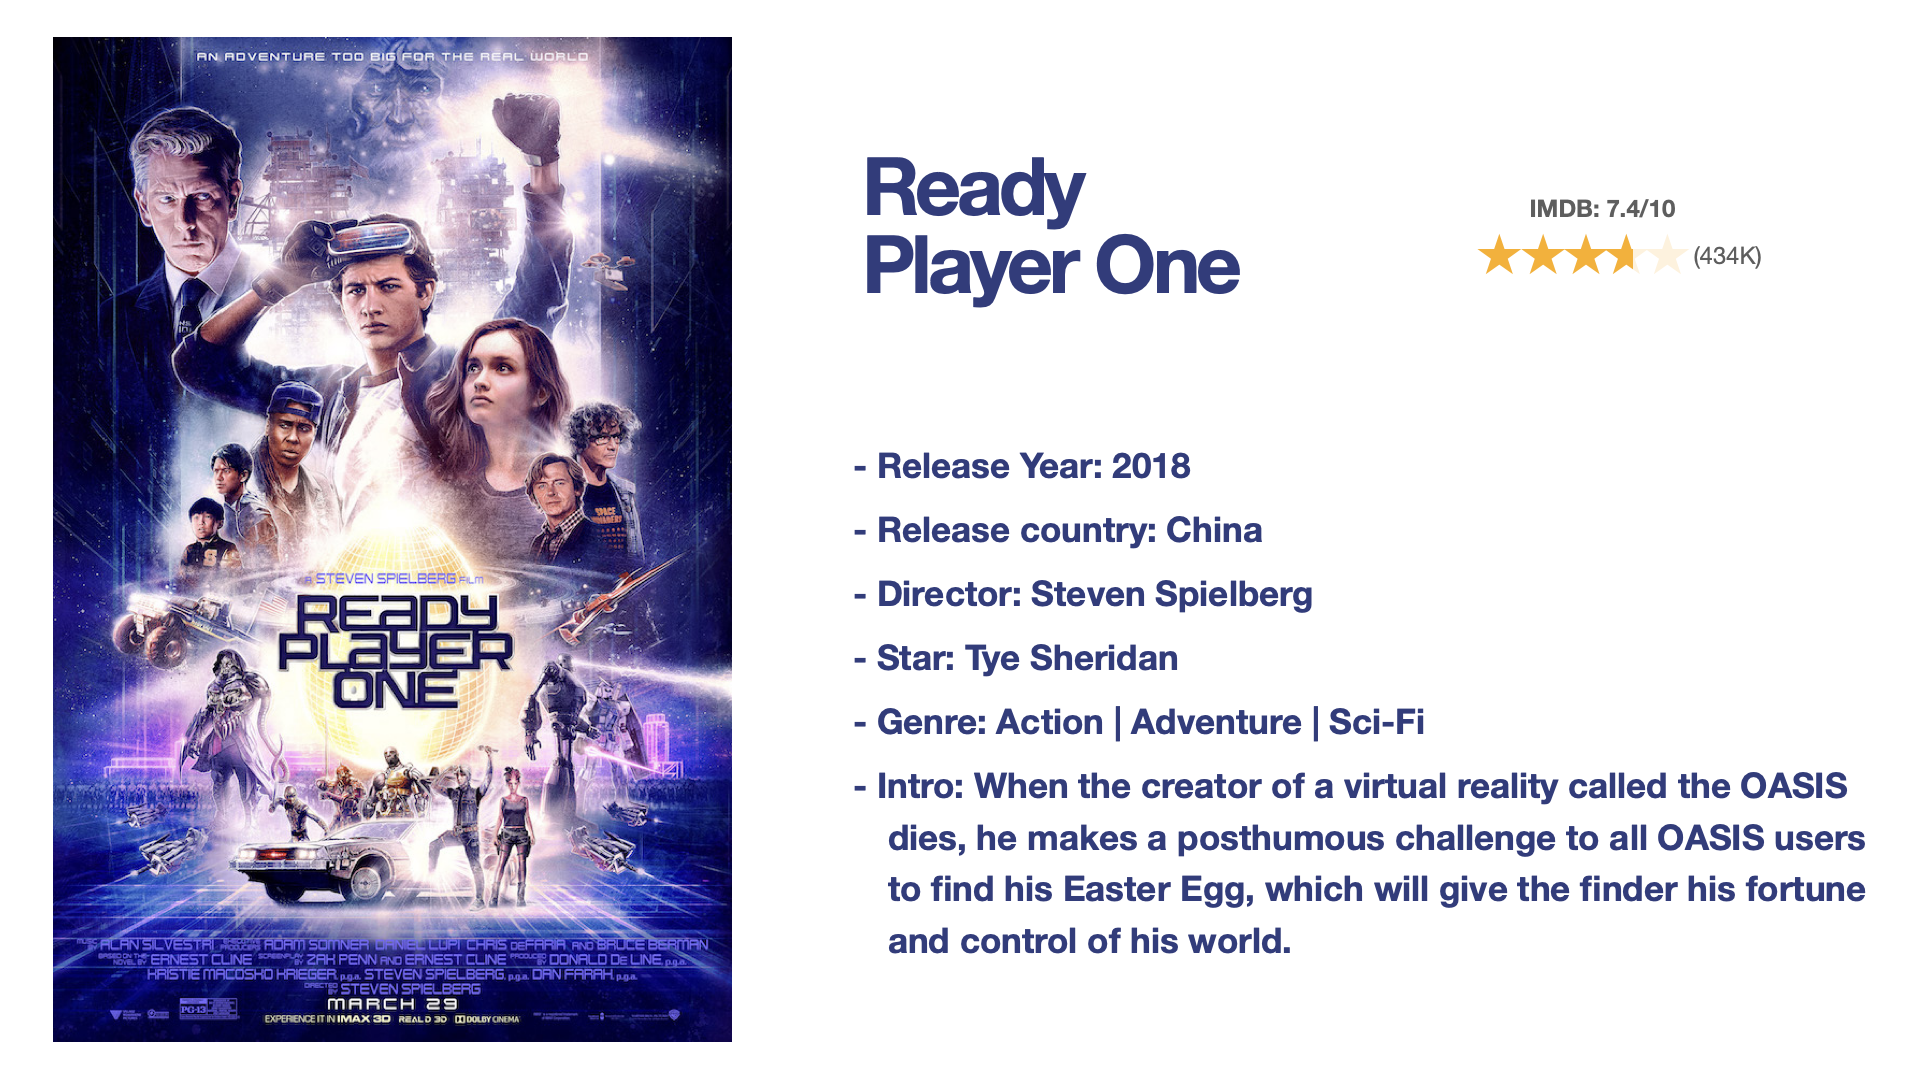 AN ADVENTURE TOO BIG FOR THE REAL WORLD
Ready
Player One
IMDB: 7.4/10
(434K)
- Release Year: 2018
- Release country: China
- Director: Steven Spielberg
- Star: Tye Sheridan
- Genre: Action | Adventure | Sci-Fi
- Intro: When the creator of a virtual reality called the OASIS
dies, he makes a posthumous challenge to all OASIS users
to find his Easter Egg, which will give the finder his fortune
and control of his world.
SPACE
INVADERS
A STEVEN SPIELBERG FILM
READY
PLAYER
ONE
MUSIC BY ALAN SILVESTRI EXECUTIVE PRODUCERS ADAM SOMNER DANIEL LUPI CHRIS DEFARIA AND BRUCE BERMAN
BASED ON THE NOVEL BY ERNEST CLINE SCREENPLAY BY ZAK PENN AND ERNEST CLINE PRODUCED BY DONALD DE LINE, p.g.a.
KRISTIE MACOSKO KRIEGER, p.g.a. STEVEN SPIELBERG, p.g.a. DAN FARAH, p.g.a.
DIRECTED BY STEVEN SPIELBERG
MARCH 29
PG-13
EXPERIENCE IT IN IMAX 3D REAL D 3D DOLBY CINEMA